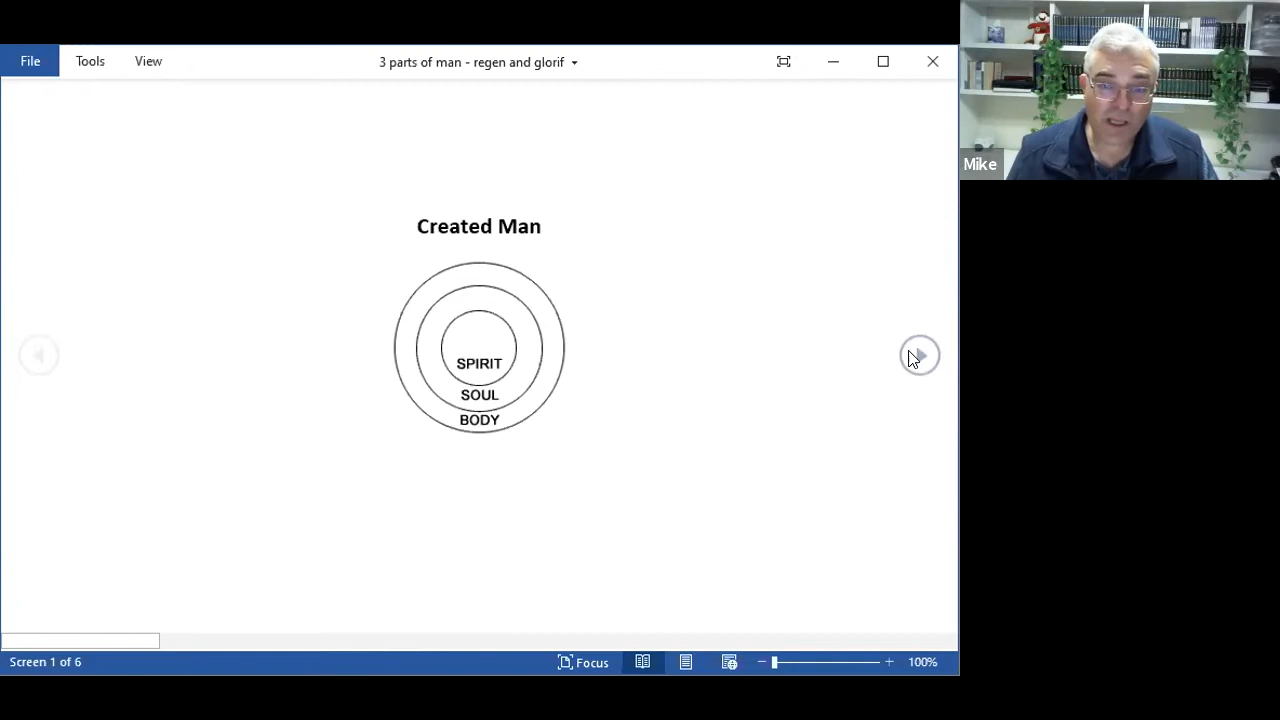 File Tools View 3 parts of man - regen and glorif
Mike
Created Man
SPIRIT
SOUL
BODY
Screen 1 of 6 Focus 100%